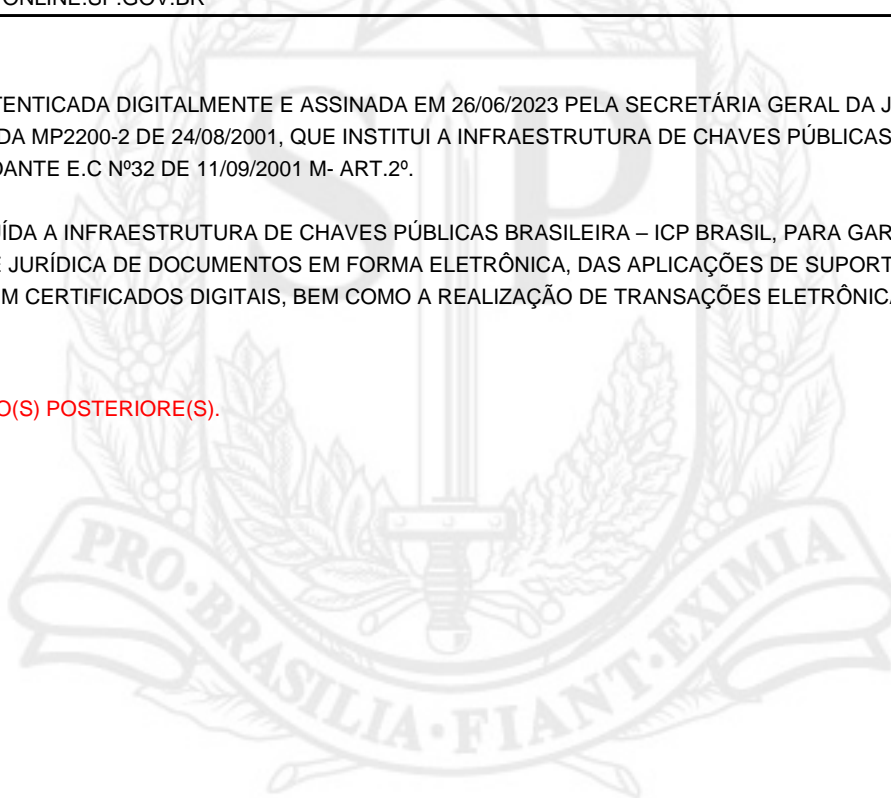 ONLINE.SP.GOV.BR
TENTICADA DIGITALMENTE E ASSINADA EM 26/06/2023 PELA SECRETÁRIA GERAL DA J
DA MP2200-2 DE 24/08/2001, QUE INSTITUI A INFRAESTRUTURA DE CHAVES PÚBLICAS
DANTE E.C Nº32 DE 11/09/2001 M- ART.2º.
ÍDA A INFRAESTRUTURA DE CHAVES PÚBLICAS BRASILEIRA – ICP BRASIL, PARA GAR
E JURÍDICA DE DOCUMENTOS EM FORMA ELETRÔNICA, DAS APLICAÇÕES DE SUPORT
M CERTIFICADOS DIGITAIS, BEM COMO A REALIZAÇÃO DE TRANSAÇÕES ELETRÔNICA
O(S) POSTERIORE(S).
SP
PRO·BRASILIA·FIANT·EXIMIA